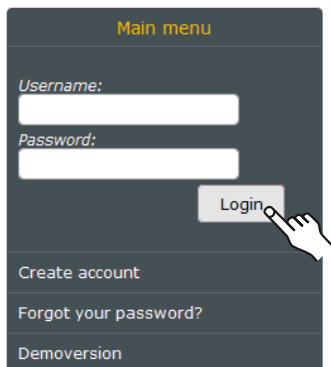 Main menu
Username:
Password:
Login
Create account
Forgot your password?
Demoversion